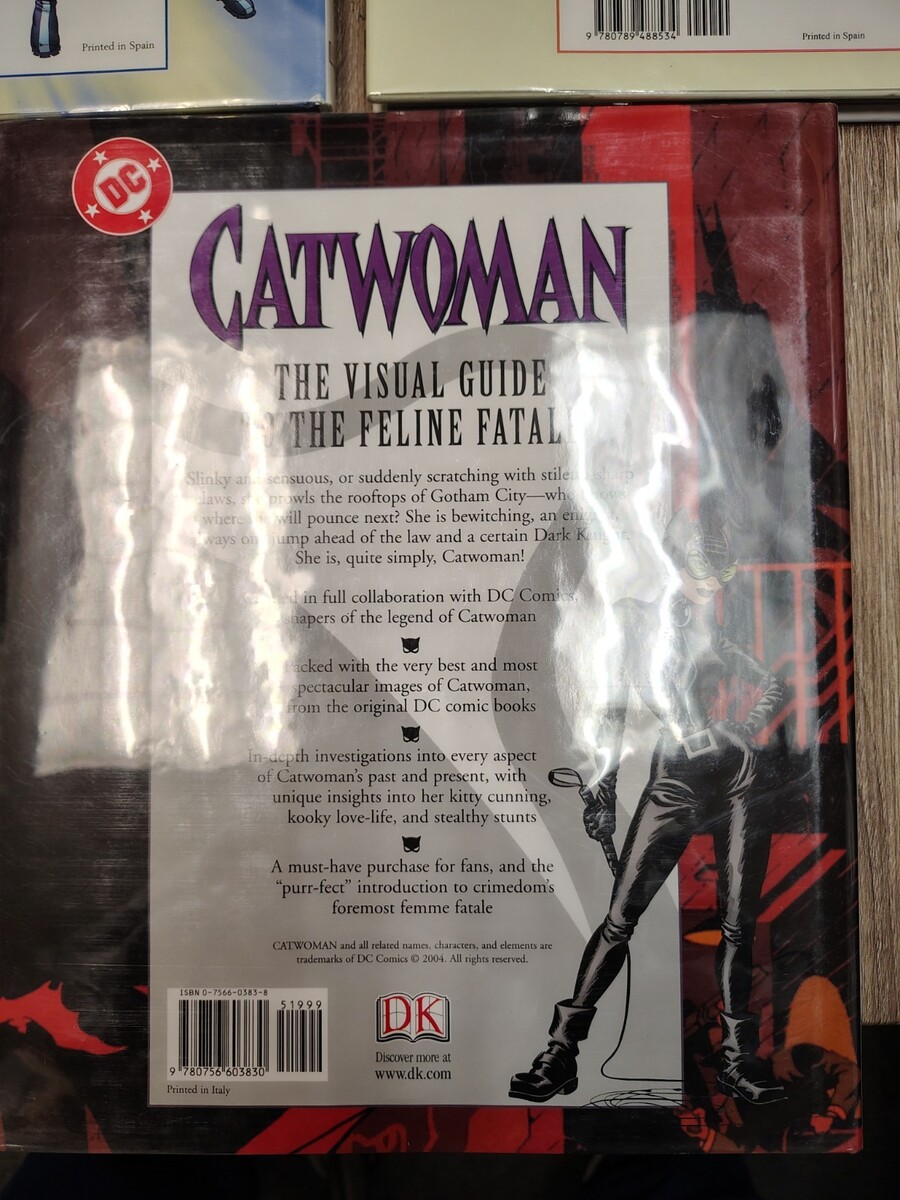 Printed in Spain
9 780789 488534
Printed in Spain
DC
CATWOMAN
THE VISUAL GUIDE
THE FELINE FATAL
Slinky and sensuous, or suddenly scratching with sharp
claws, she prowls the rooftops of Gotham City—who
where will pounce next? She is bewitching, an
always on jump ahead of the law and a certain Dark Knight.
She is, quite simply, Catwoman!
in full collaboration with DC Comics,
shapers of the legend of Catwoman
Packed with the very best and most
spectacular images of Catwoman,
from the original DC comic books
In-depth investigations into every aspect
of Catwoman's past and present, with
unique insights into her kitty cunning,
kooky love-life, and stealthy stunts
A must-have purchase for fans, and the
“purr-fect” introduction to crimedom's
foremost femme fatale
CATWOMAN and all related names, characters, and elements are
trademarks of DC Comics © 2004. All rights reserved.
ISBN 0-7566-0383-8
51999
9 780756 603830
Printed in Italy
DK
Discover more at
www.dk.com